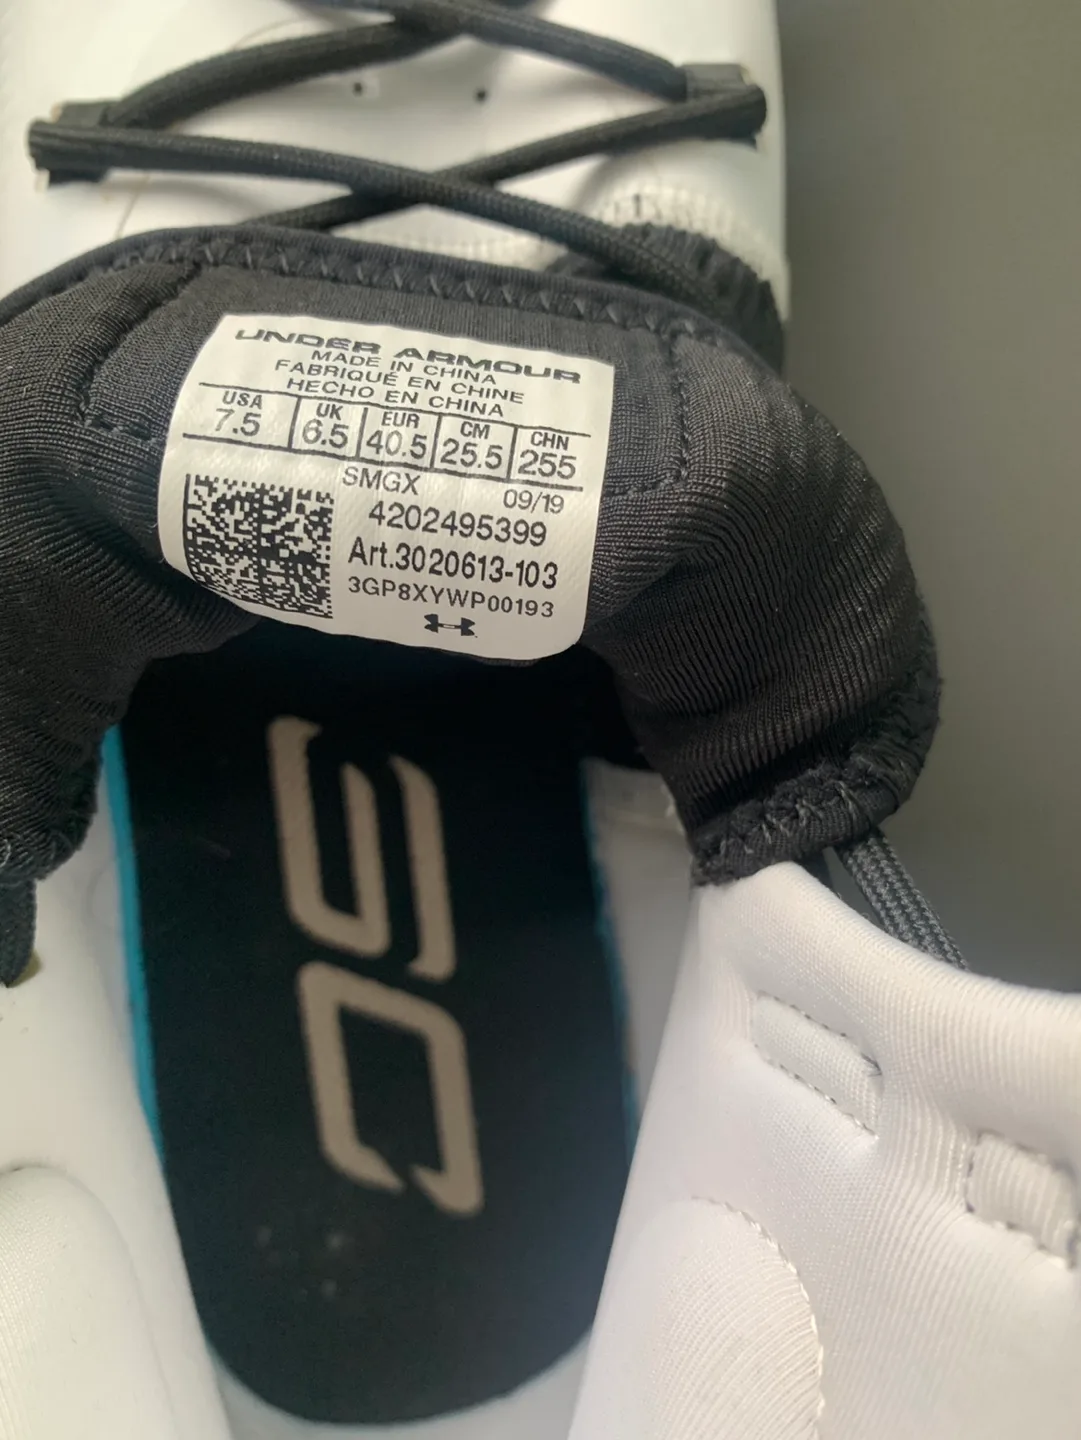 UNDER ARMOUR
MADE IN CHINA
FABRIQUÉ EN CHINE
HECHO EN CHINA
USA UK EUR CM CHN
7.5 6.5 40.5 25.5 255
SMGX 09/19
4202495399
Art.3020613-103
3GP8XYWP00193
SC